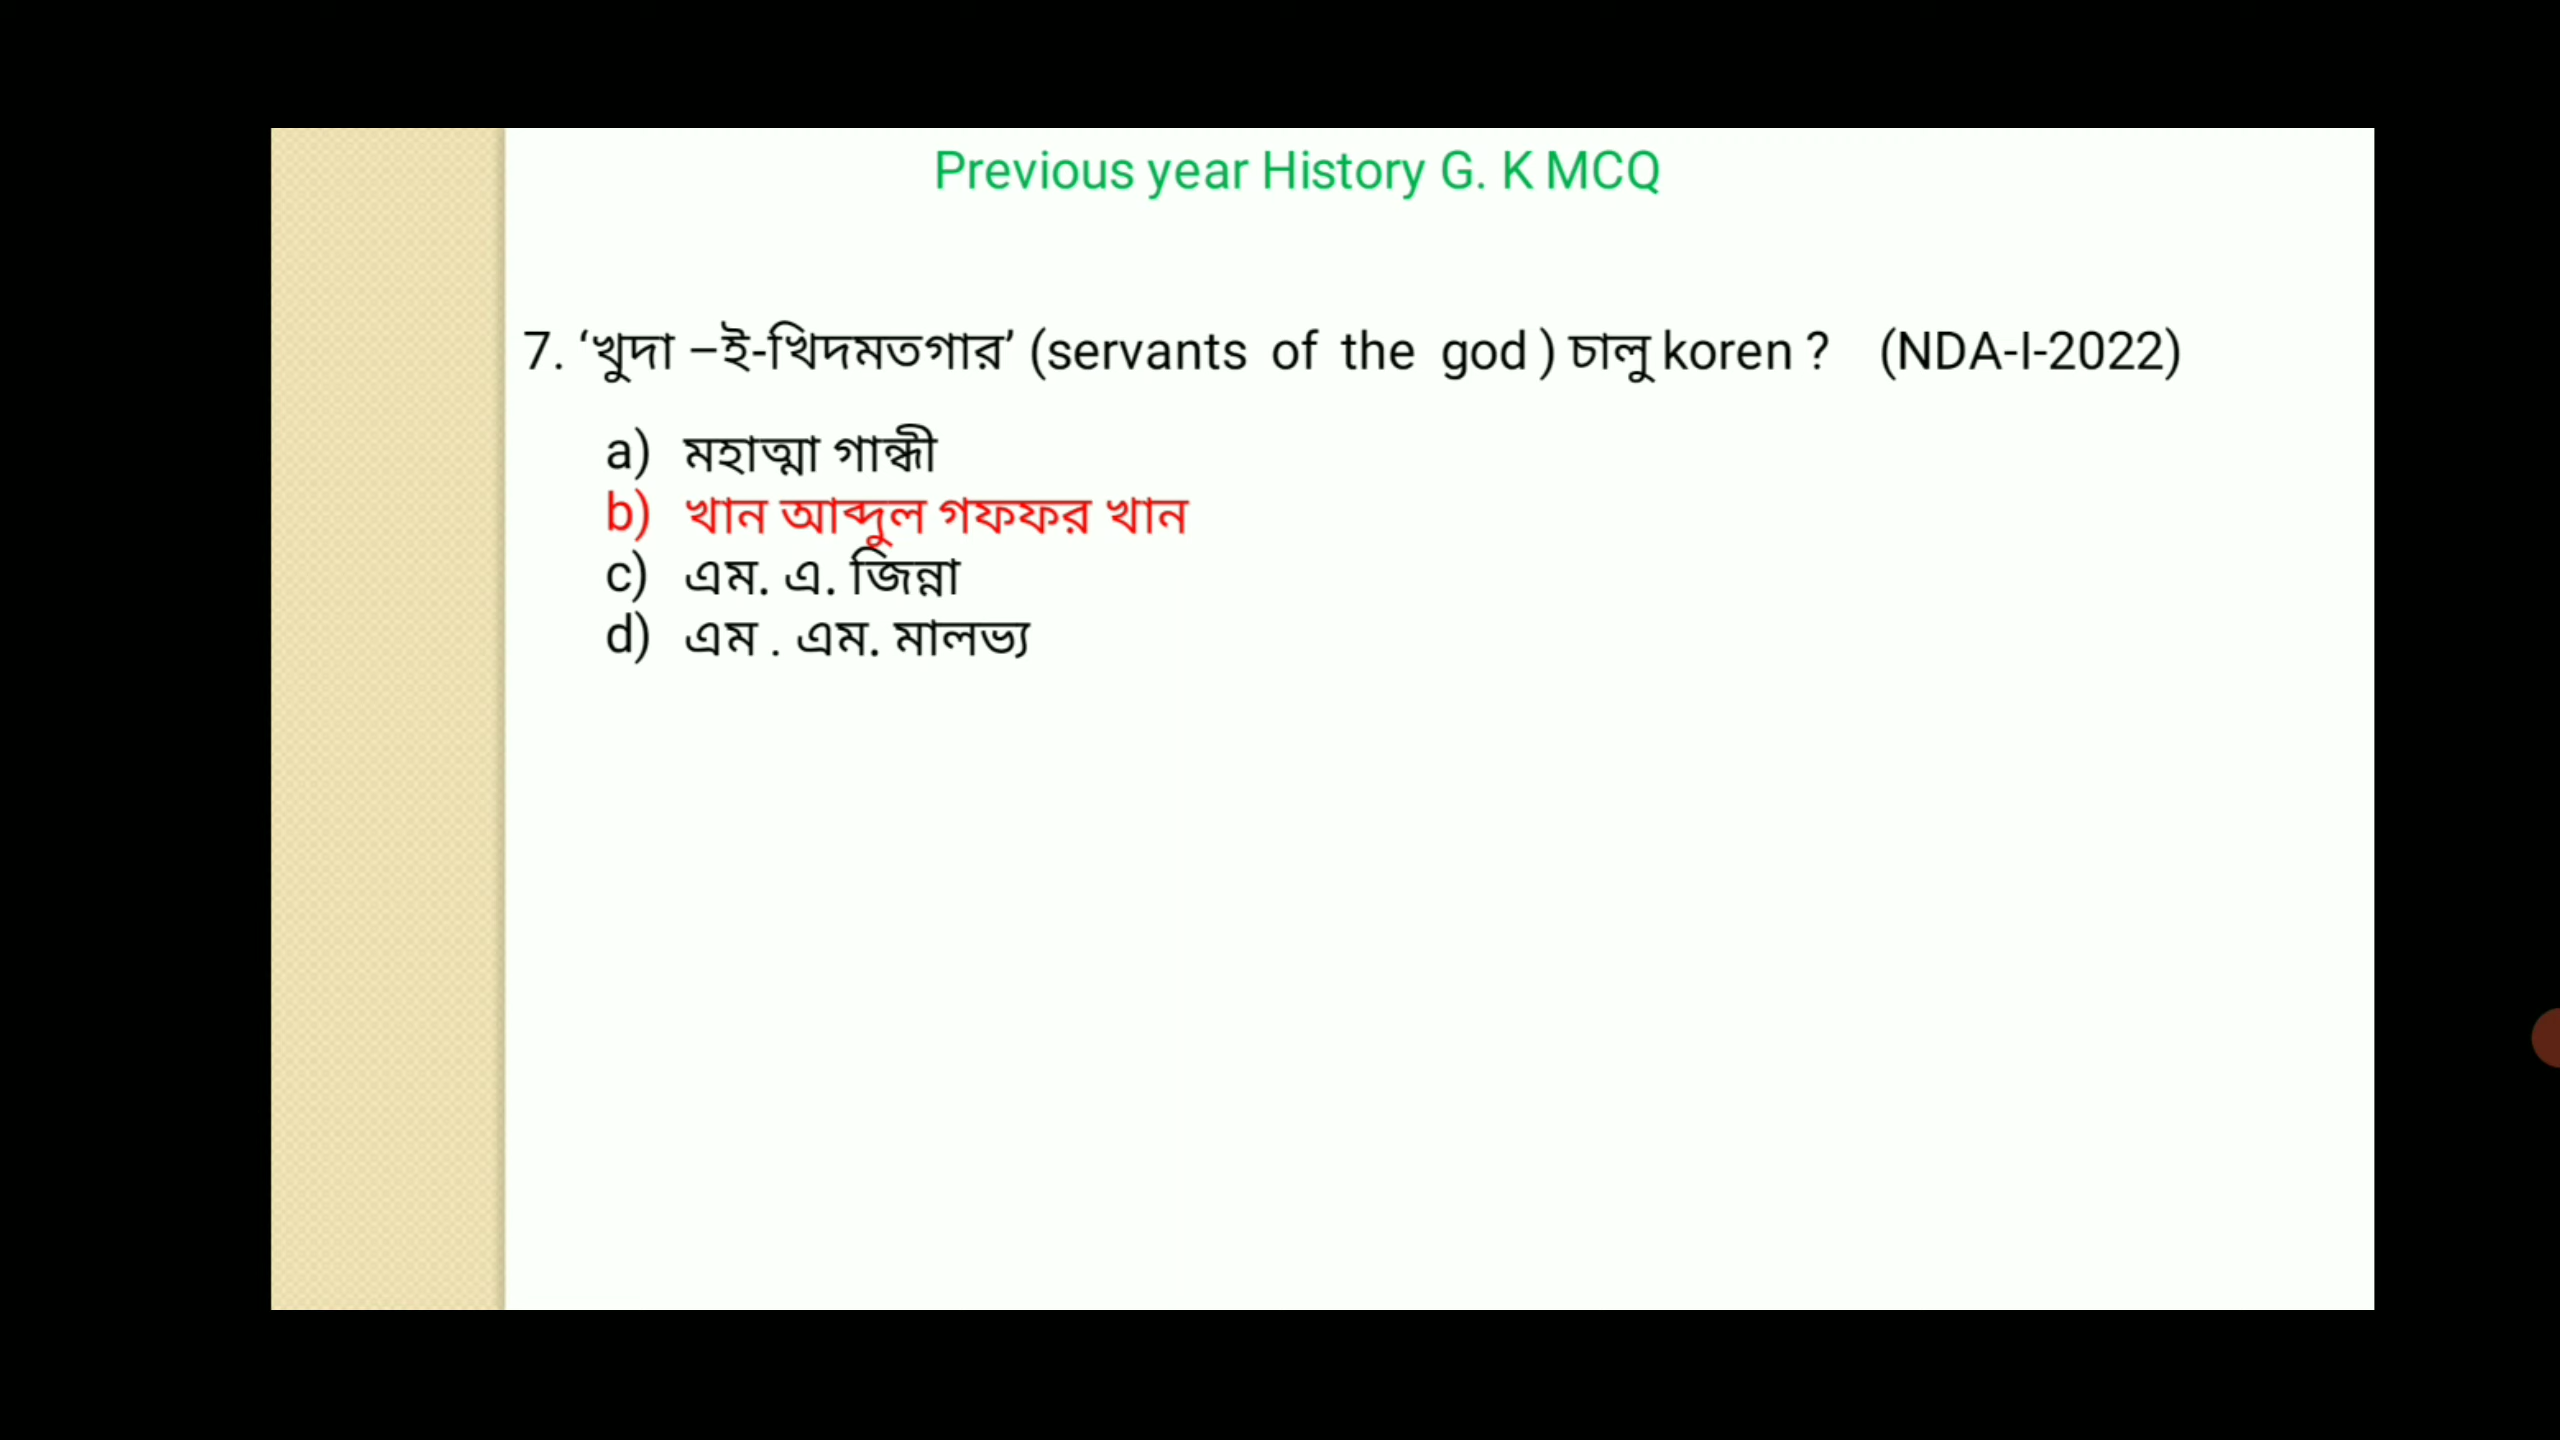 Previous year History G. K MCQ
7. ‘খুদা –ই-খিদমতগার’ (servants of the god ) চালু koren ? (NDA-I-2022)
a) মহাত্মা গান্ধী
b) খান আব্দুল গফফর খান
c) এম. এ. জিন্না
d) এম . এম. মালভ্য